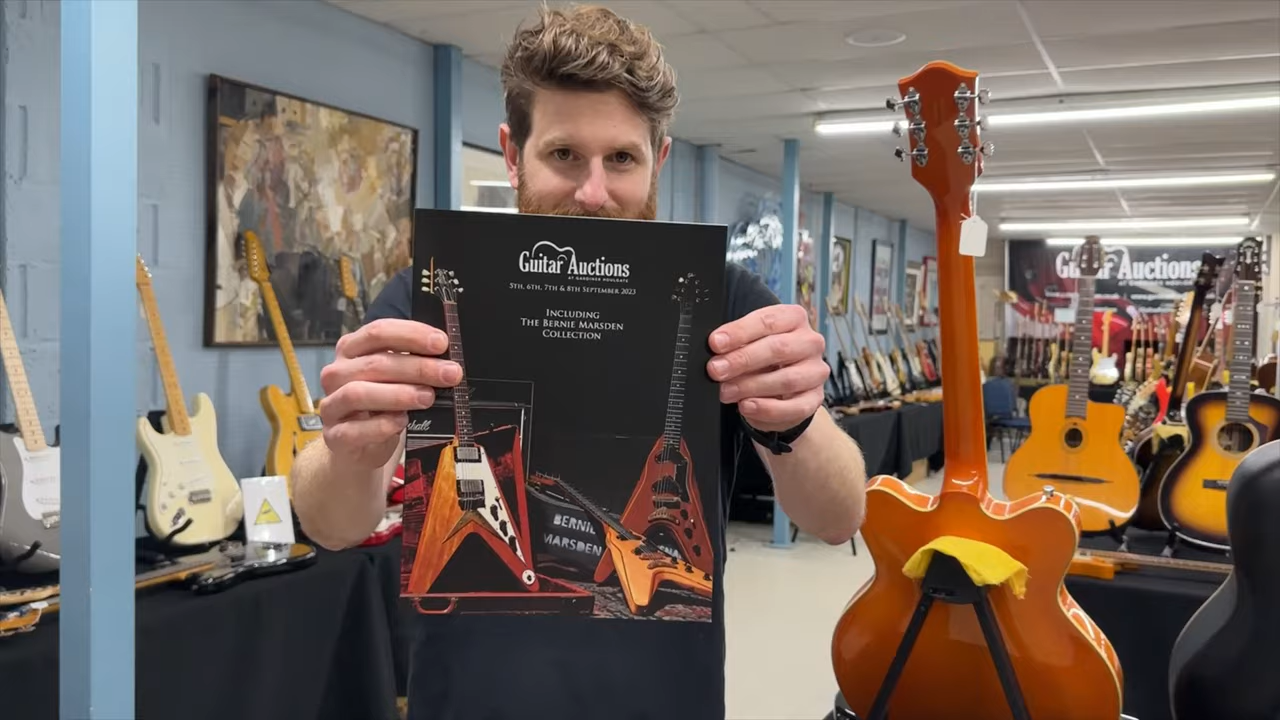 Guitar Auctions
AT GARDINER HOULGATE
5TH, 6TH, 7TH & 8TH SEPTEMBER 2023
INCLUDING
THE BERNIE MARSDEN
COLLECTION
BERNIE
MARSDEN
Guitar Auctions